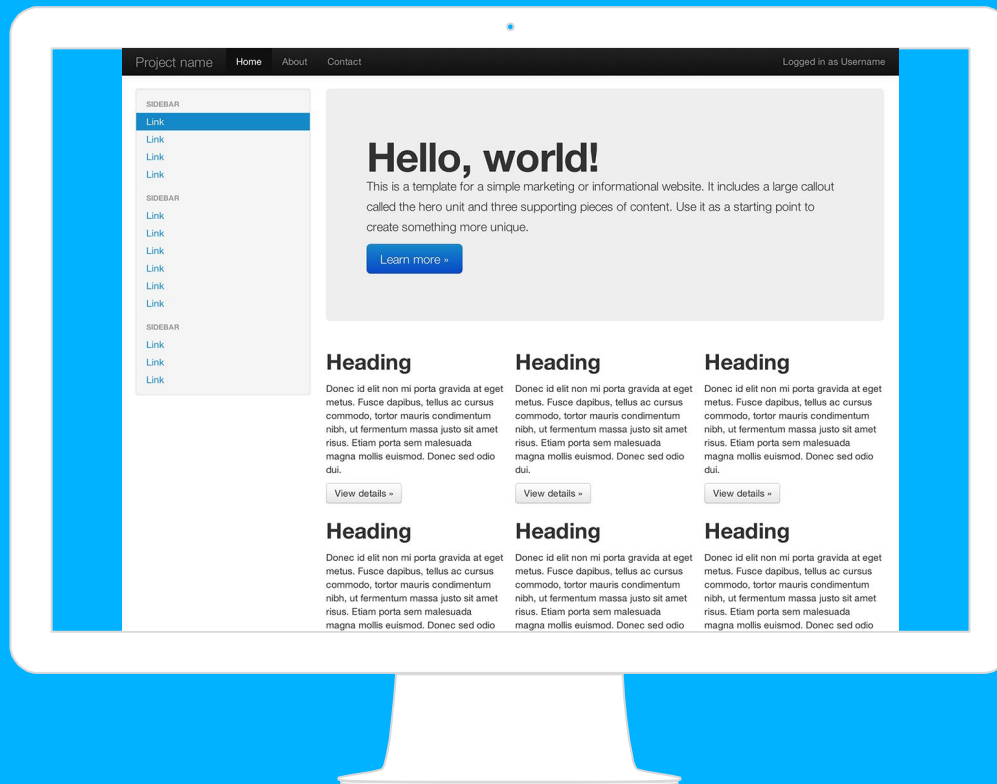 Project name Home About Contact Logged in as Username
SIDEBAR
Link
Link
Link
Link
SIDEBAR
Link
Link
Link
Link
Link
Link
SIDEBAR
Link
Link
Link
Hello, world!
This is a template for a simple marketing or informational website. It includes a large callout
called the hero unit and three supporting pieces of content. Use it as a starting point to
create something more unique.
Learn more »
Heading
Donec id elit non mi porta gravida at eget
metus. Fusce dapibus, tellus ac cursus
commodo, tortor mauris condimentum
nibh, ut fermentum massa justo sit amet
risus. Etiam porta sem malesuada
magna mollis euismod. Donec sed odio
dui.
View details »
Heading
Donec id elit non mi porta gravida at eget
metus. Fusce dapibus, tellus ac cursus
commodo, tortor mauris condimentum
nibh, ut fermentum massa justo sit amet
risus. Etiam porta sem malesuada
magna mollis euismod. Donec sed odio
dui.
View details »
Heading
Donec id elit non mi porta gravida at eget
metus. Fusce dapibus, tellus ac cursus
commodo, tortor mauris condimentum
nibh, ut fermentum massa justo sit amet
risus. Etiam porta sem malesuada
magna mollis euismod. Donec sed odio
dui.
View details »
Heading
Donec id elit non mi porta gravida at eget
metus. Fusce dapibus, tellus ac cursus
commodo, tortor mauris condimentum
nibh, ut fermentum massa justo sit amet
risus. Etiam porta sem malesuada
magna mollis euismod. Donec sed odio
Heading
Donec id elit non mi porta gravida at eget
metus. Fusce dapibus, tellus ac cursus
commodo, tortor mauris condimentum
nibh, ut fermentum massa justo sit amet
risus. Etiam porta sem malesuada
magna mollis euismod. Donec sed odio
Heading
Donec id elit non mi porta gravida at eget
metus. Fusce dapibus, tellus ac cursus
commodo, tortor mauris condimentum
nibh, ut fermentum massa justo sit amet
risus. Etiam porta sem malesuada
magna mollis euismod. Donec sed odio